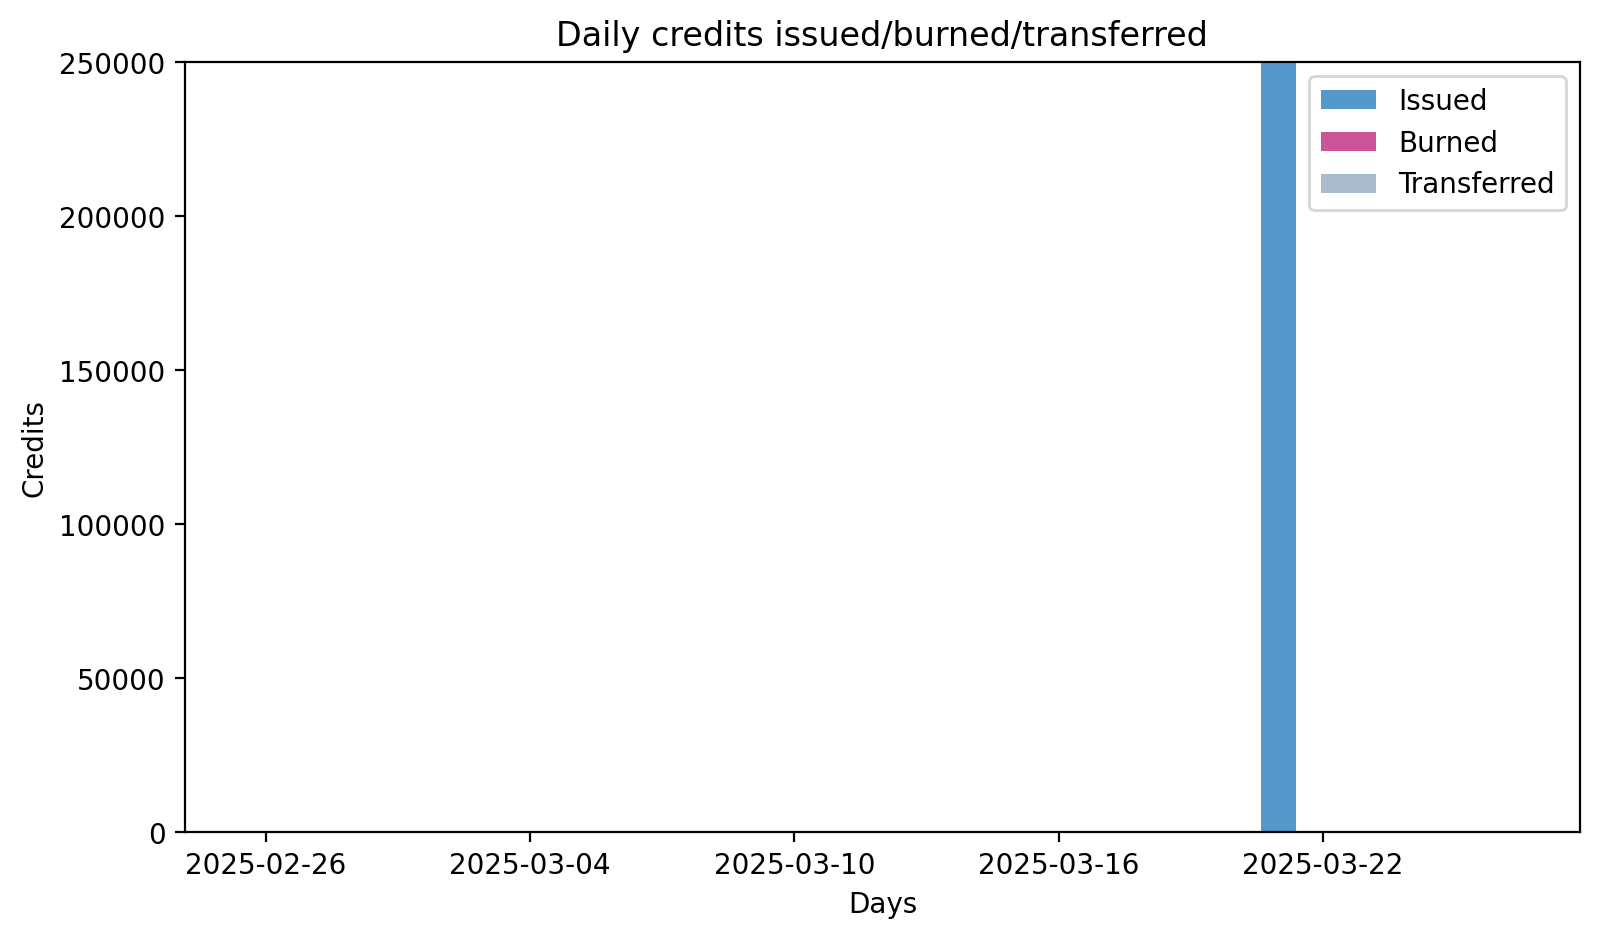 Daily credits issued/burned/transferred
250000
200000
150000
100000
50000
0
Credits
Issued
Burned
Transferred
2025-02-26
2025-03-04
2025-03-10
2025-03-16
2025-03-22
Days